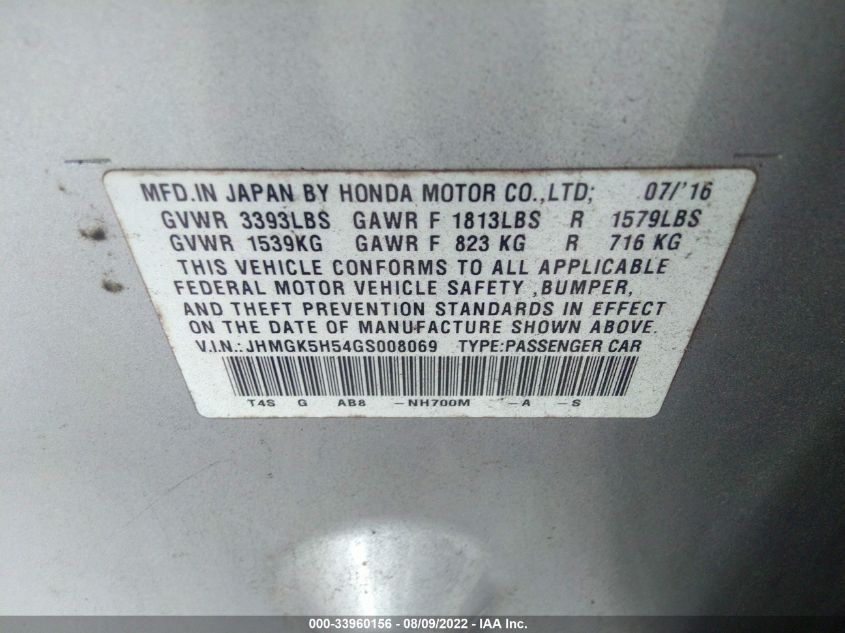 MFD.IN JAPAN BY HONDA MOTOR CO.,LTD; 07/'16
GVWR 3393LBS GAWR F 1813LBS R 1579LBS
GVWR 1539KG GAWR F 823 KG R 716 KG
THIS VEHICLE CONFORMS TO ALL APPLICABLE
FEDERAL MOTOR VEHICLE SAFETY ,BUMPER,
AND THEFT PREVENTION STANDARDS IN EFFECT
ON THE DATE OF MANUFACTURE SHOWN ABOVE.
V.I.N.:JHMGK5H54GS008069 TYPE:PASSENGER CAR
T4S G AB8 -NH700M -A -S
000-33960156 - 08/09/2022 - IAA Inc.